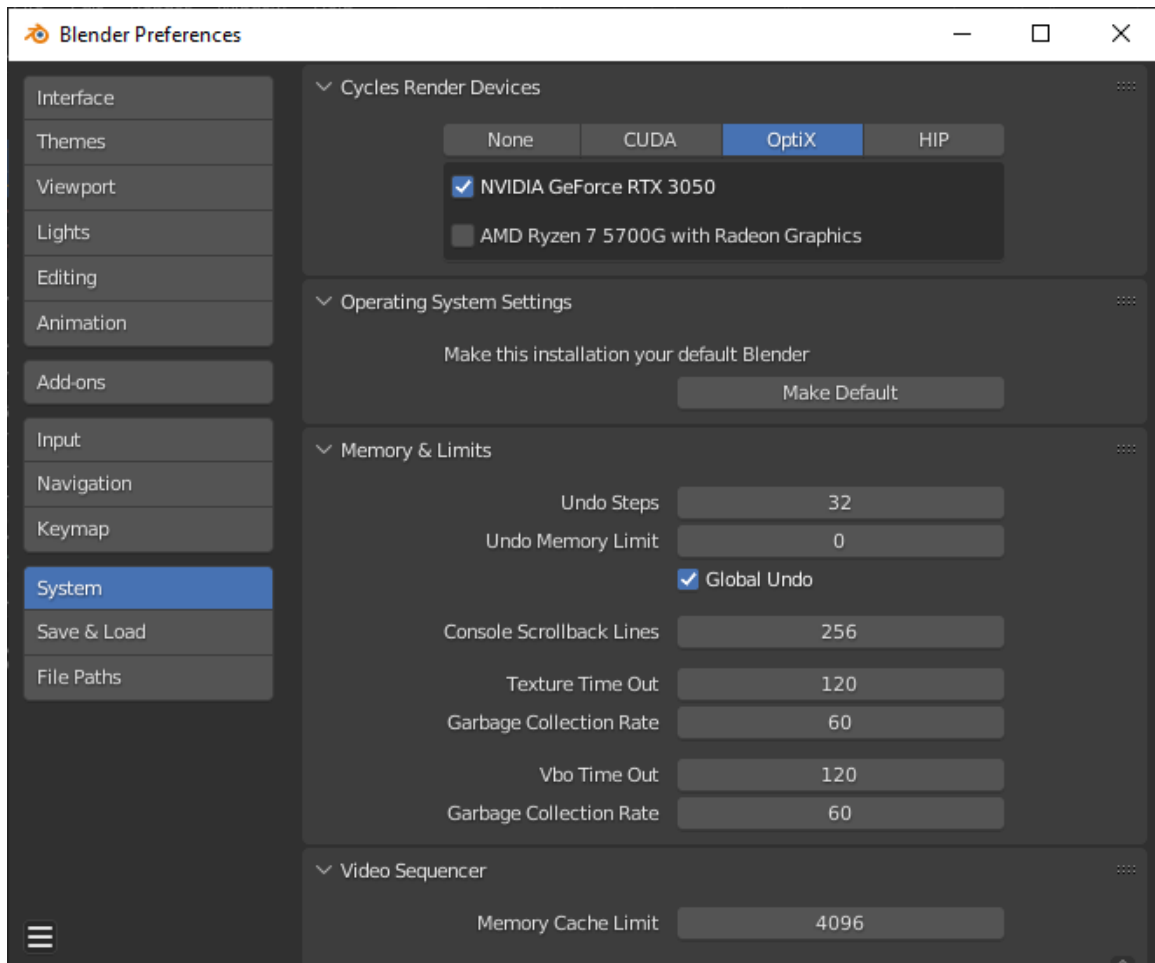 Blender Preferences
Interface
Themes
Viewport
Lights
Editing
Animation
Add-ons
Input
Navigation
Keymap
System
Save & Load
File Paths
Cycles Render Devices
None CUDA OptiX HIP
NVIDIA GeForce RTX 3050
AMD Ryzen 7 5700G with Radeon Graphics
Operating System Settings
Make this installation your default Blender
Make Default
Memory & Limits
Undo Steps 32
Undo Memory Limit 0
Global Undo
Console Scrollback Lines 256
Texture Time Out 120
Garbage Collection Rate 60
Vbo Time Out 120
Garbage Collection Rate 60
Video Sequencer
Memory Cache Limit 4096